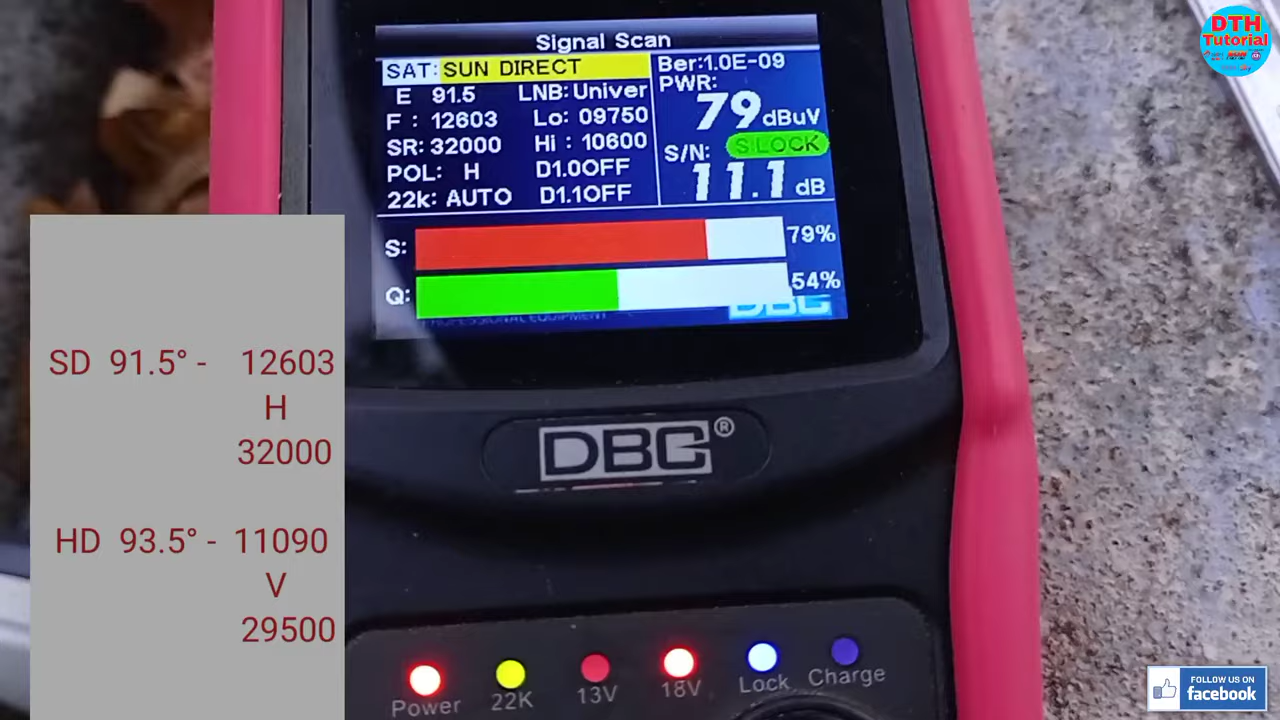 Signal Scan
SAT: SUN DIRECT
E 91.5 LNB: Univer
F : 12603 Lo: 09750
SR: 32000 Hi : 10600
POL: H D1.0OFF
22k: AUTO D1.1OFF
Ber:1.0E-09
PWR:
79 dBuV
S/N: S LOCK
11.1 dB
S: 79%
Q: 54%
PROFESSIONAL EQUIPMENT
DBC
DBC®
Power 22K 13V 18V Lock Charge
SD 91.5° - 12603
H
32000
HD 93.5° - 11090
V
29500
DTH
Tutorial
FOLLOW US ON
facebook